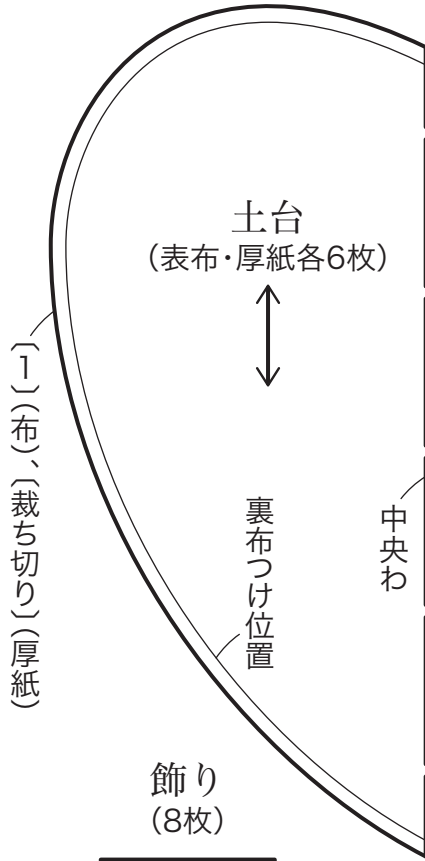 土台
（表布・厚紙各6枚）
〔1〕（布）、〔裁ち切り〕（厚紙）
裏布つけ位置
中央わ
飾り
（8枚）